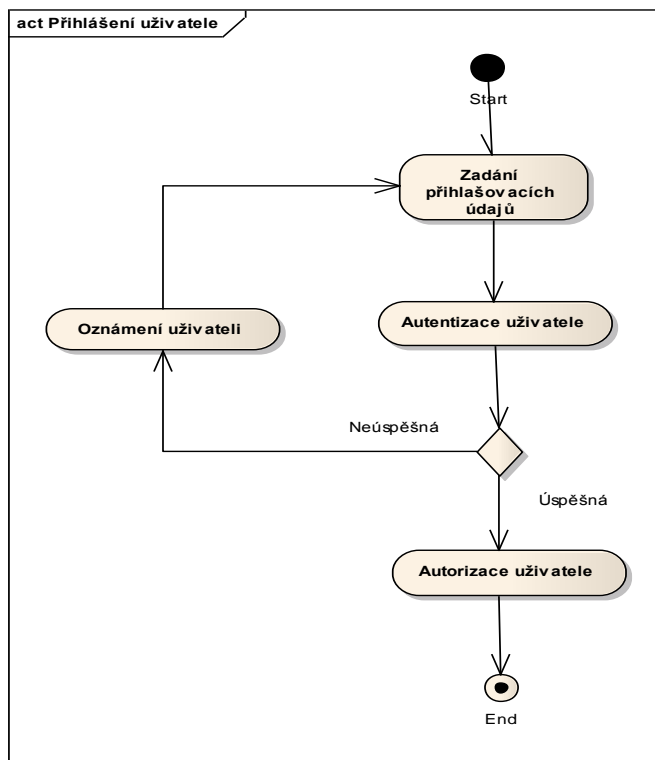 act Přihlášení uživatele
Start
Zadání
přihlašovacích
údajů
Oznámení uživateli
Autentizace uživatele
Neúspěšná
Úspěšná
Autorizace uživatele
End